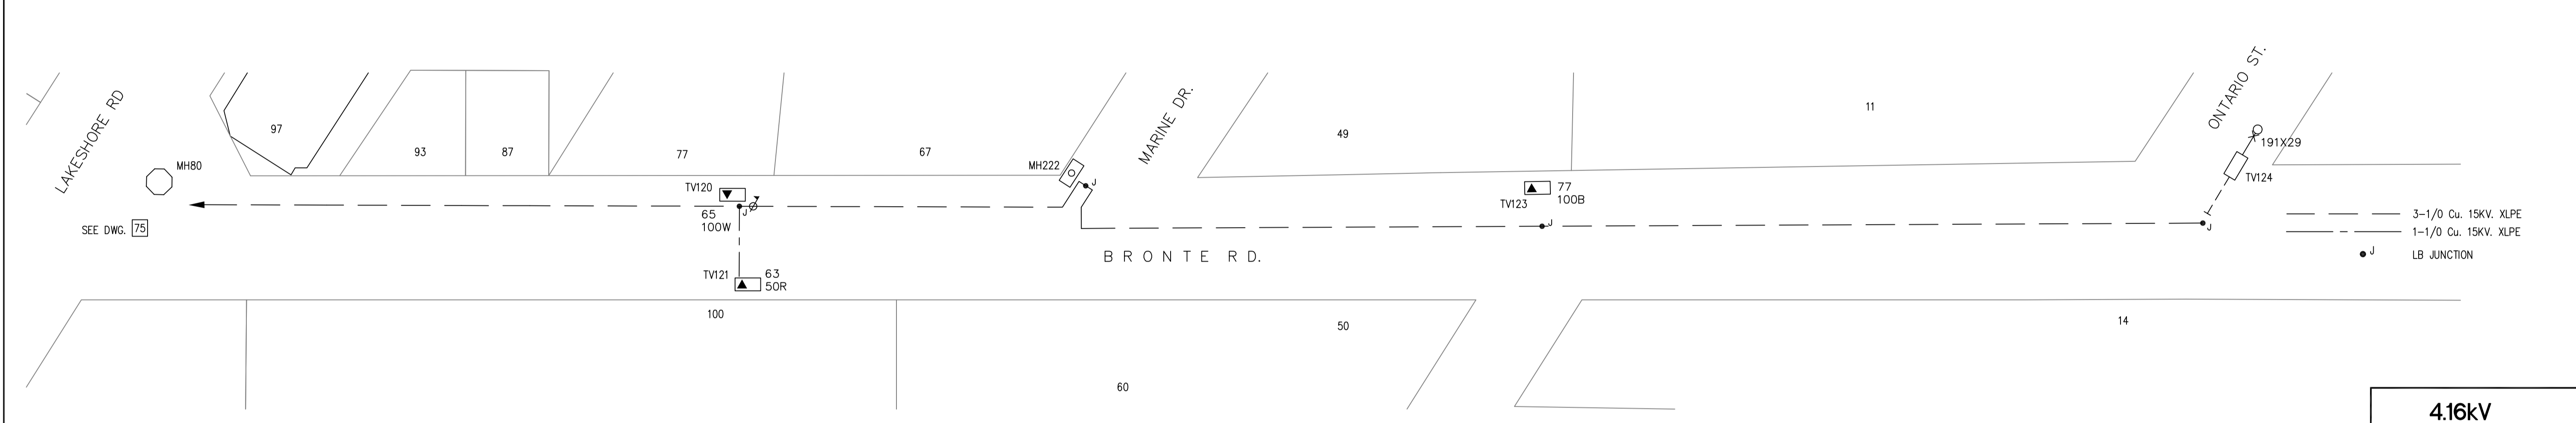 LAKESHORE RD
MH80
SEE DWG. 75
97
93
87
77
67
TV120
J
65
100W
TV121
63
50R
MH222
J
MARINE DR.
BRONTE RD.
49
11
TV123
77
100B
J
ONTARIO ST.
191X29
TV124
J
3-1/0 Cu. 15KV. XLPE
1-1/0 Cu. 15KV. XLPE
J LB JUNCTION
100
60
50
14
4.16kV